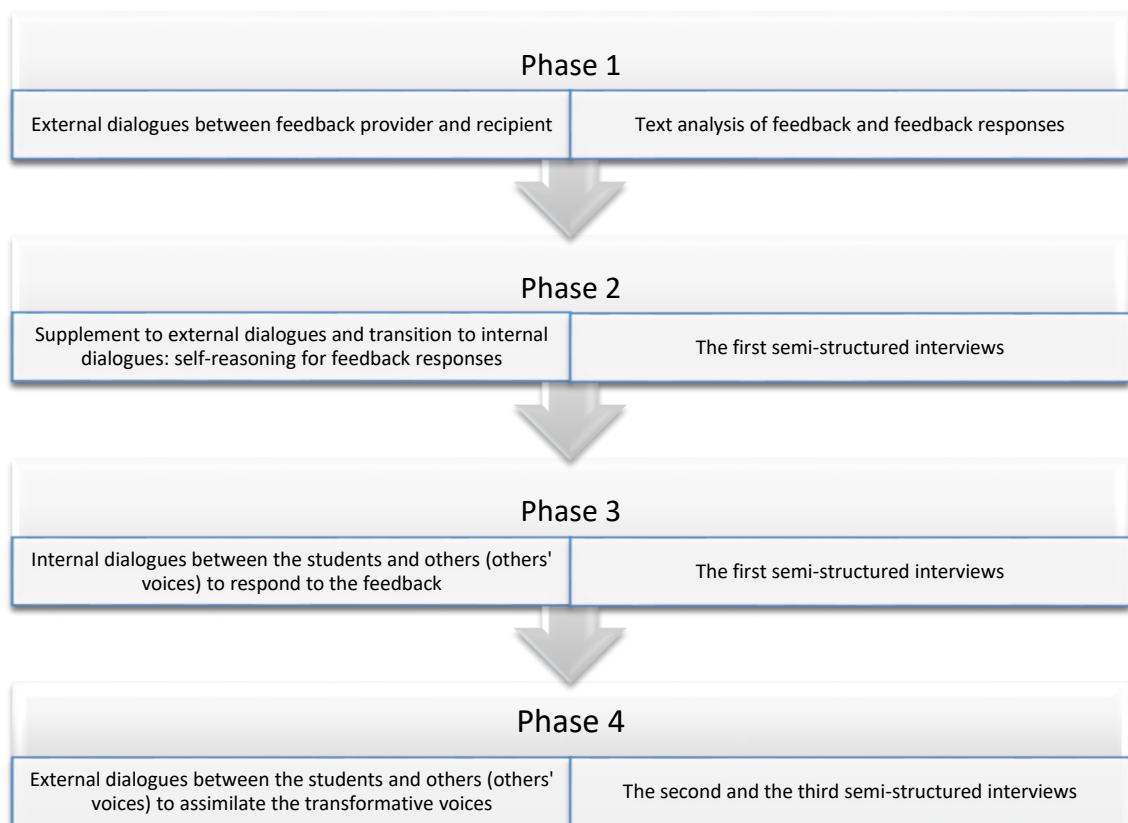 Phase 1
External dialogues between feedback provider and recipient
Text analysis of feedback and feedback responses
Phase 2
Supplement to external dialogues and transition to internal
dialogues: self-reasoning for feedback responses
The first semi-structured interviews
Phase 3
Internal dialogues between the students and others (others'
voices) to respond to the feedback
The first semi-structured interviews
Phase 4
External dialogues between the students and others (others'
voices) to assimilate the transformative voices
The second and the third semi-structured interviews